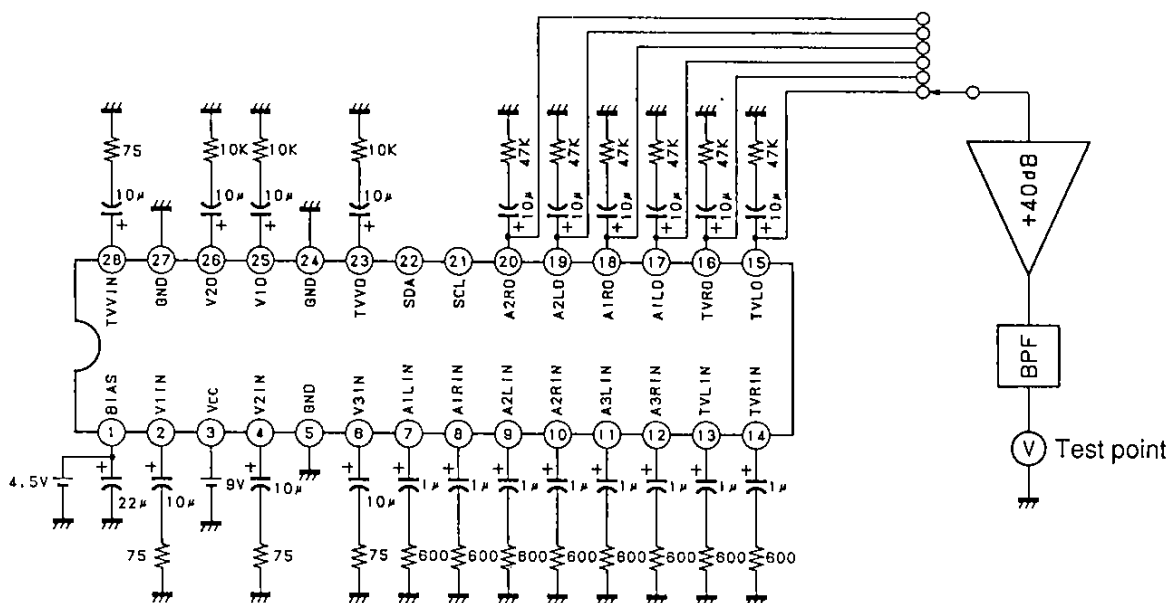 75
10K
10K
10K
47K
47K
47K
47K
47K
47K
10μ
10μ
10μ
10μ
10μ
10μ
10μ
10μ
10μ
10μ
+
+
+
+
+
+
+
+
+
+
+40dB
28
27
26
25
24
23
22
21
20
19
18
17
16
15
TVVIN
GND
V2O
V1O
GND
TVVO
SDA
SCL
A2RO
A2LO
A1RO
A1LO
TVRO
TVLO
BPF
BIAS
V1IN
Vcc
V2IN
GND
V3IN
A1LIN
A1RIN
A2LIN
A2RIN
A3LIN
A3RIN
TVLIN
TVRIN
1
2
3
4
5
6
7
8
9
10
11
12
13
14
V
Test point
+
+
+
+
+
+
+
+
+
+
+
+
4.5V
22μ
10μ
9V
10μ
10μ
1μ
1μ
1μ
1μ
1μ
1μ
1μ
1μ
75
75
75
600
600
600
600
600
600
600
600